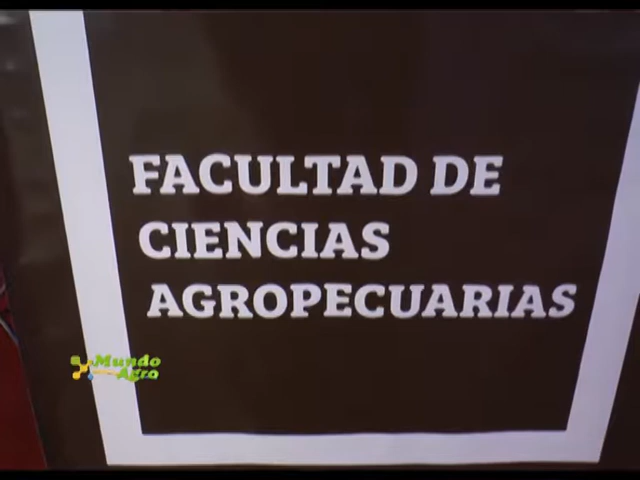 FACULTAD DE
CIENCIAS
AGROPECUARIAS
Mundo
Agro